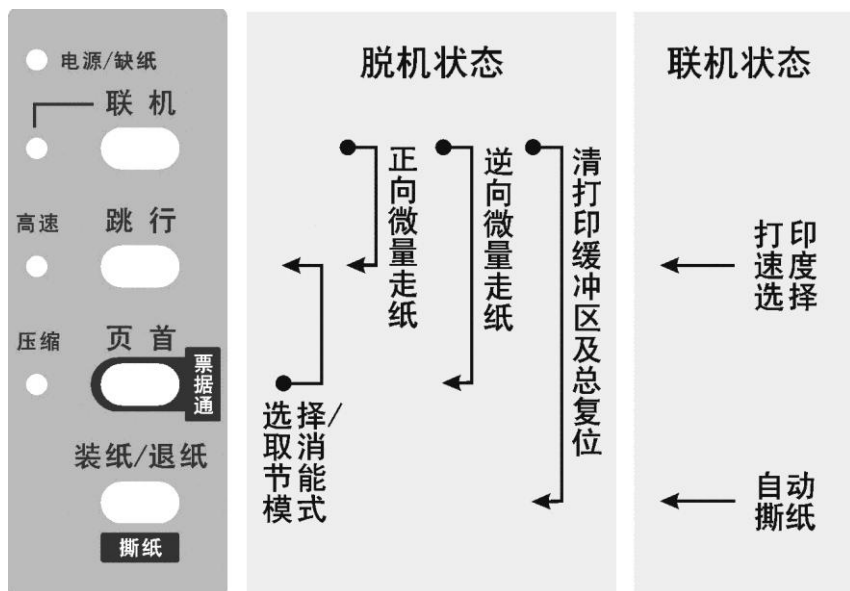 电源/缺纸
联 机
高速
跳 行
压缩
页 首
票据通
装纸/退纸
撕纸
脱机状态
正向微量走纸
逆向微量走纸
清打印缓冲区及总复位
选择/
取消
节能
模式
联机状态
打印
速度
选择
自动
撕纸